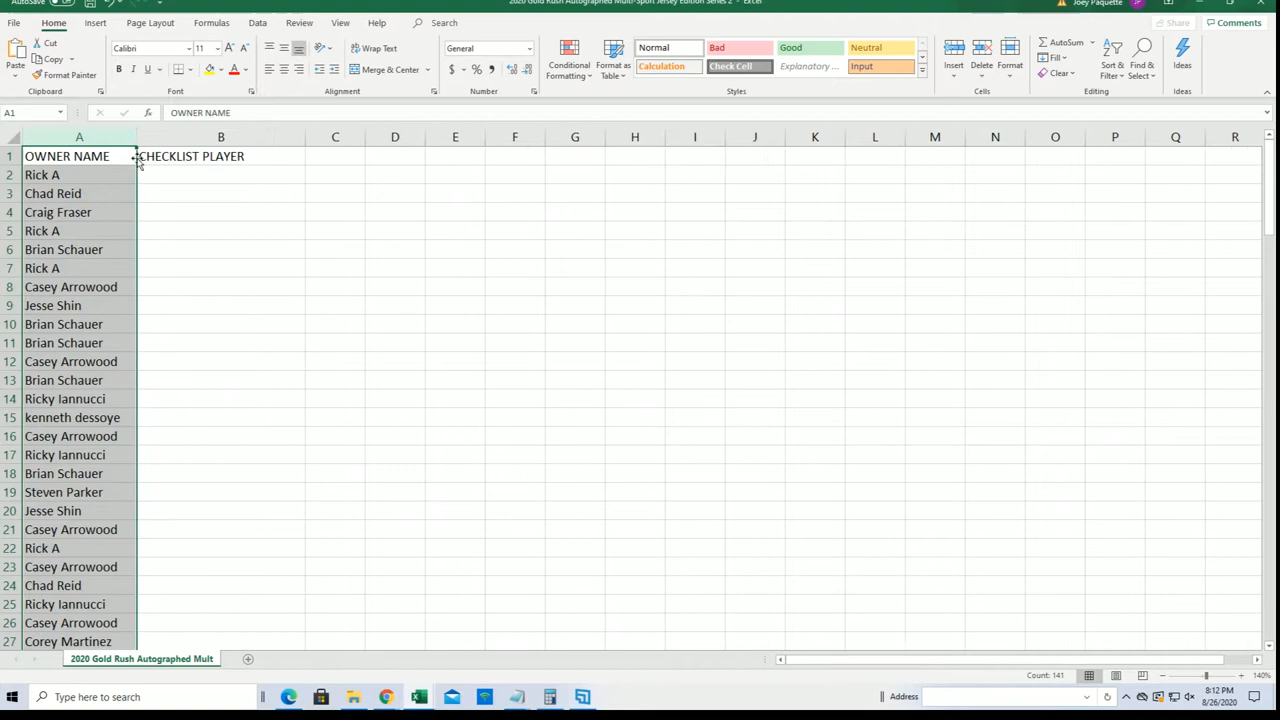 AutoSave Off 2020 Gold Rush Autographed Multi-Sport Jersey Edition Series 2 - Excel Joey Paquette JP
File Home Insert Page Layout Formulas Data Review View Help Search Share Comments
Paste Cut Calibri 11 Wrap Text General Conditional Formatting Format as Table Normal Bad Good Neutral Insert Delete Format AutoSum Sort & Filter Find & Select Ideas
Copy Fill
Format Painter B I U A Merge & Center $ % , Calculation Check Cell Explanatory ... Input Clear
Clipboard Font Alignment Number Styles Cells Editing Ideas
A1 fx OWNER NAME
A B C D E F G H I J K L M N O P Q R
1 OWNER NAME CHECKLIST PLAYER
2 Rick A
3 Chad Reid
4 Craig Fraser
5 Rick A
6 Brian Schauer
7 Rick A
8 Casey Arrowood
9 Jesse Shin
10 Brian Schauer
11 Brian Schauer
12 Casey Arrowood
13 Brian Schauer
14 Ricky Iannucci
15 kenneth dessoye
16 Casey Arrowood
17 Ricky Iannucci
18 Brian Schauer
19 Steven Parker
20 Jesse Shin
21 Casey Arrowood
22 Rick A
23 Casey Arrowood
24 Chad Reid
25 Ricky Iannucci
26 Casey Arrowood
27 Corey Martinez
2020 Gold Rush Autographed Mult
Count: 141 140%
Type here to search Address 8:12 PM
8/26/2020